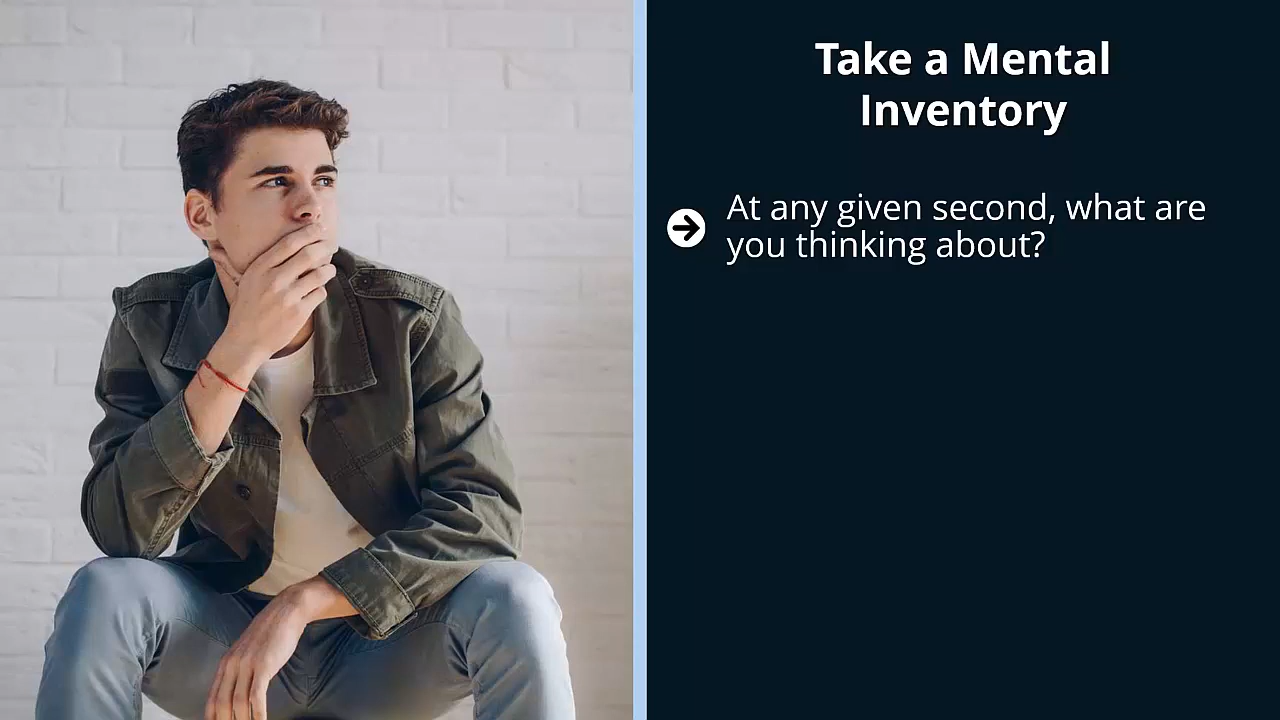 Take a Mental
Inventory
At any given second, what are
you thinking about?